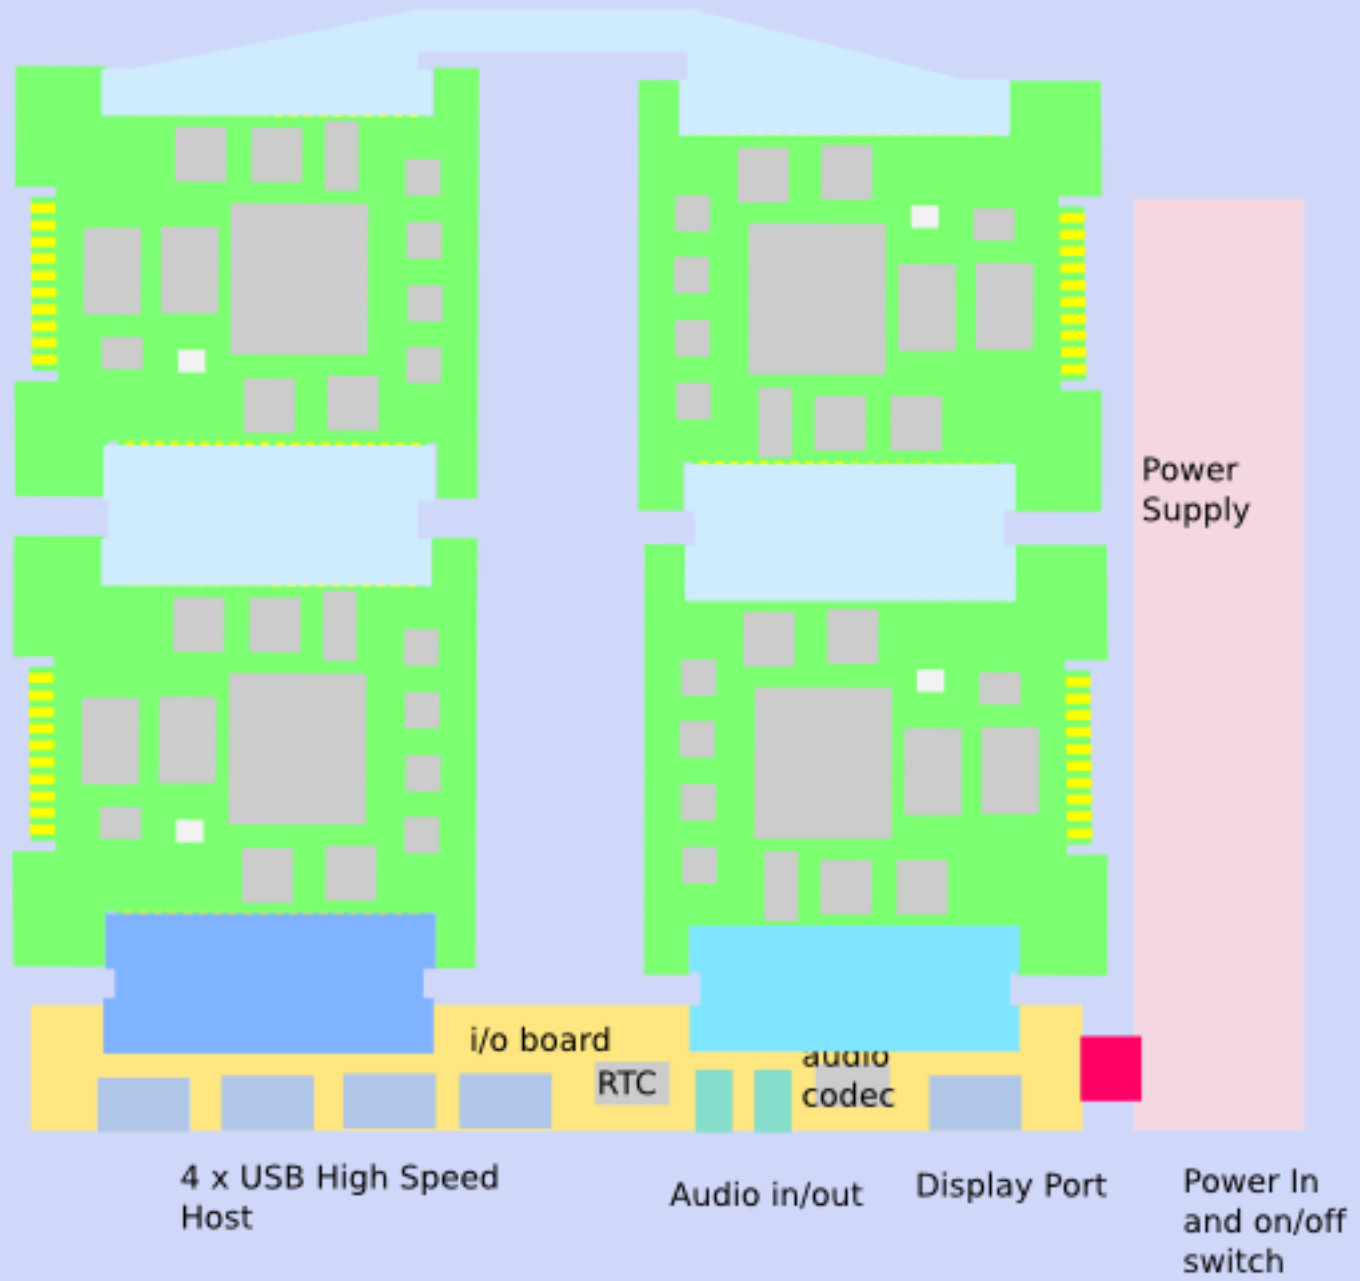 Power
Supply
i/o board
RTC
audio
codec
4 x USB High Speed
Host
Audio in/out
Display Port
Power In
and on/off
switch